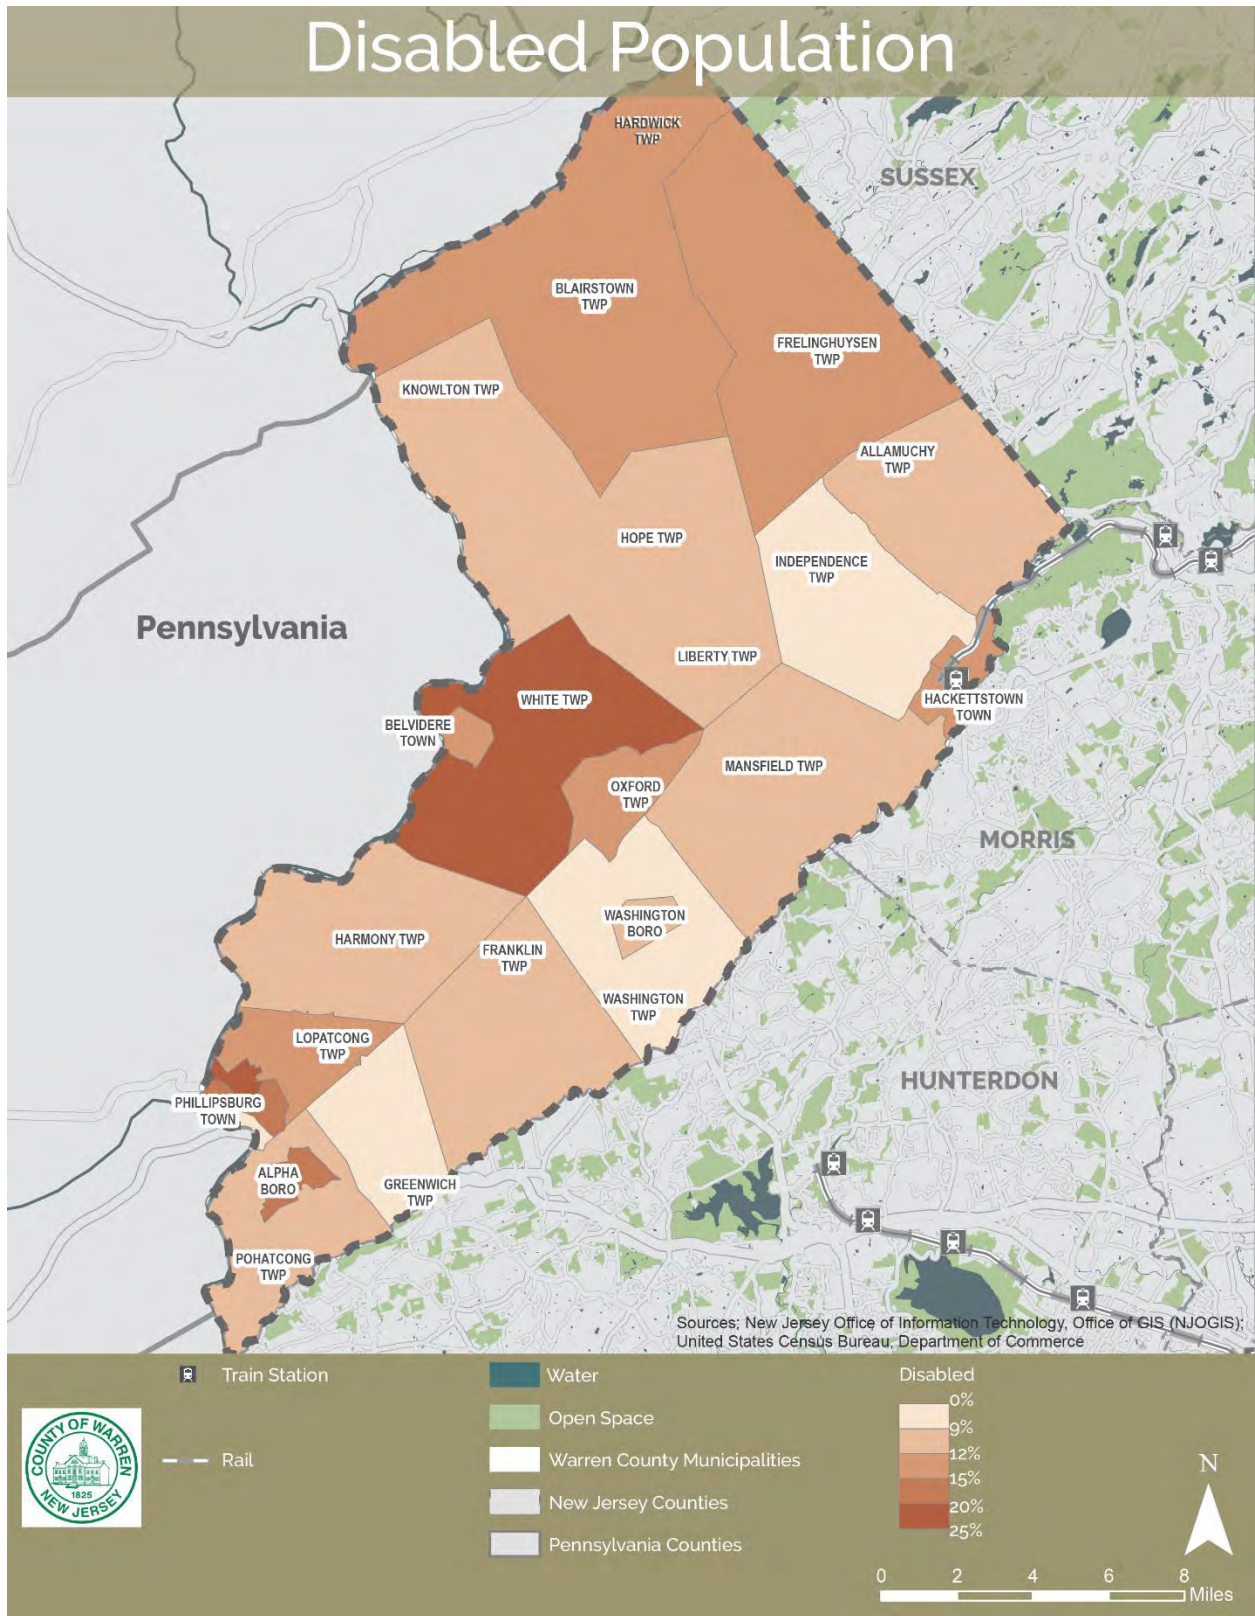 Disabled Population
HARDWICK
TWP
SUSSEX
BLAIRSTOWN
TWP
FRELINGHUYSEN
TWP
KNOWLTON TWP
ALLAMUCHY
TWP
HOPE TWP
INDEPENDENCE
TWP
Pennsylvania
LIBERTY TWP
WHITE TWP
HACKETTSTOWN
TOWN
BELVIDERE
TOWN
MANSFIELD TWP
OXFORD
TWP
MORRIS
WASHINGTON
BORO
HARMONY TWP
FRANKLIN
TWP
WASHINGTON
TWP
LOPATCONG
TWP
HUNTERDON
PHILLIPSBURG
TOWN
ALPHA
BORO
GREENWICH
TWP
POHATCONG
TWP
Sources; New Jersey Office of Information Technology, Office of GIS (NJOGIS);
United States Census Bureau, Department of Commerce
COUNTY OF WARREN
1825
NEW JERSEY
Train Station
Rail
Water
Open Space
Warren County Municipalities
New Jersey Counties
Pennsylvania Counties
Disabled
0%
9%
12%
15%
20%
25%
N
0 2 4 6 8
Miles